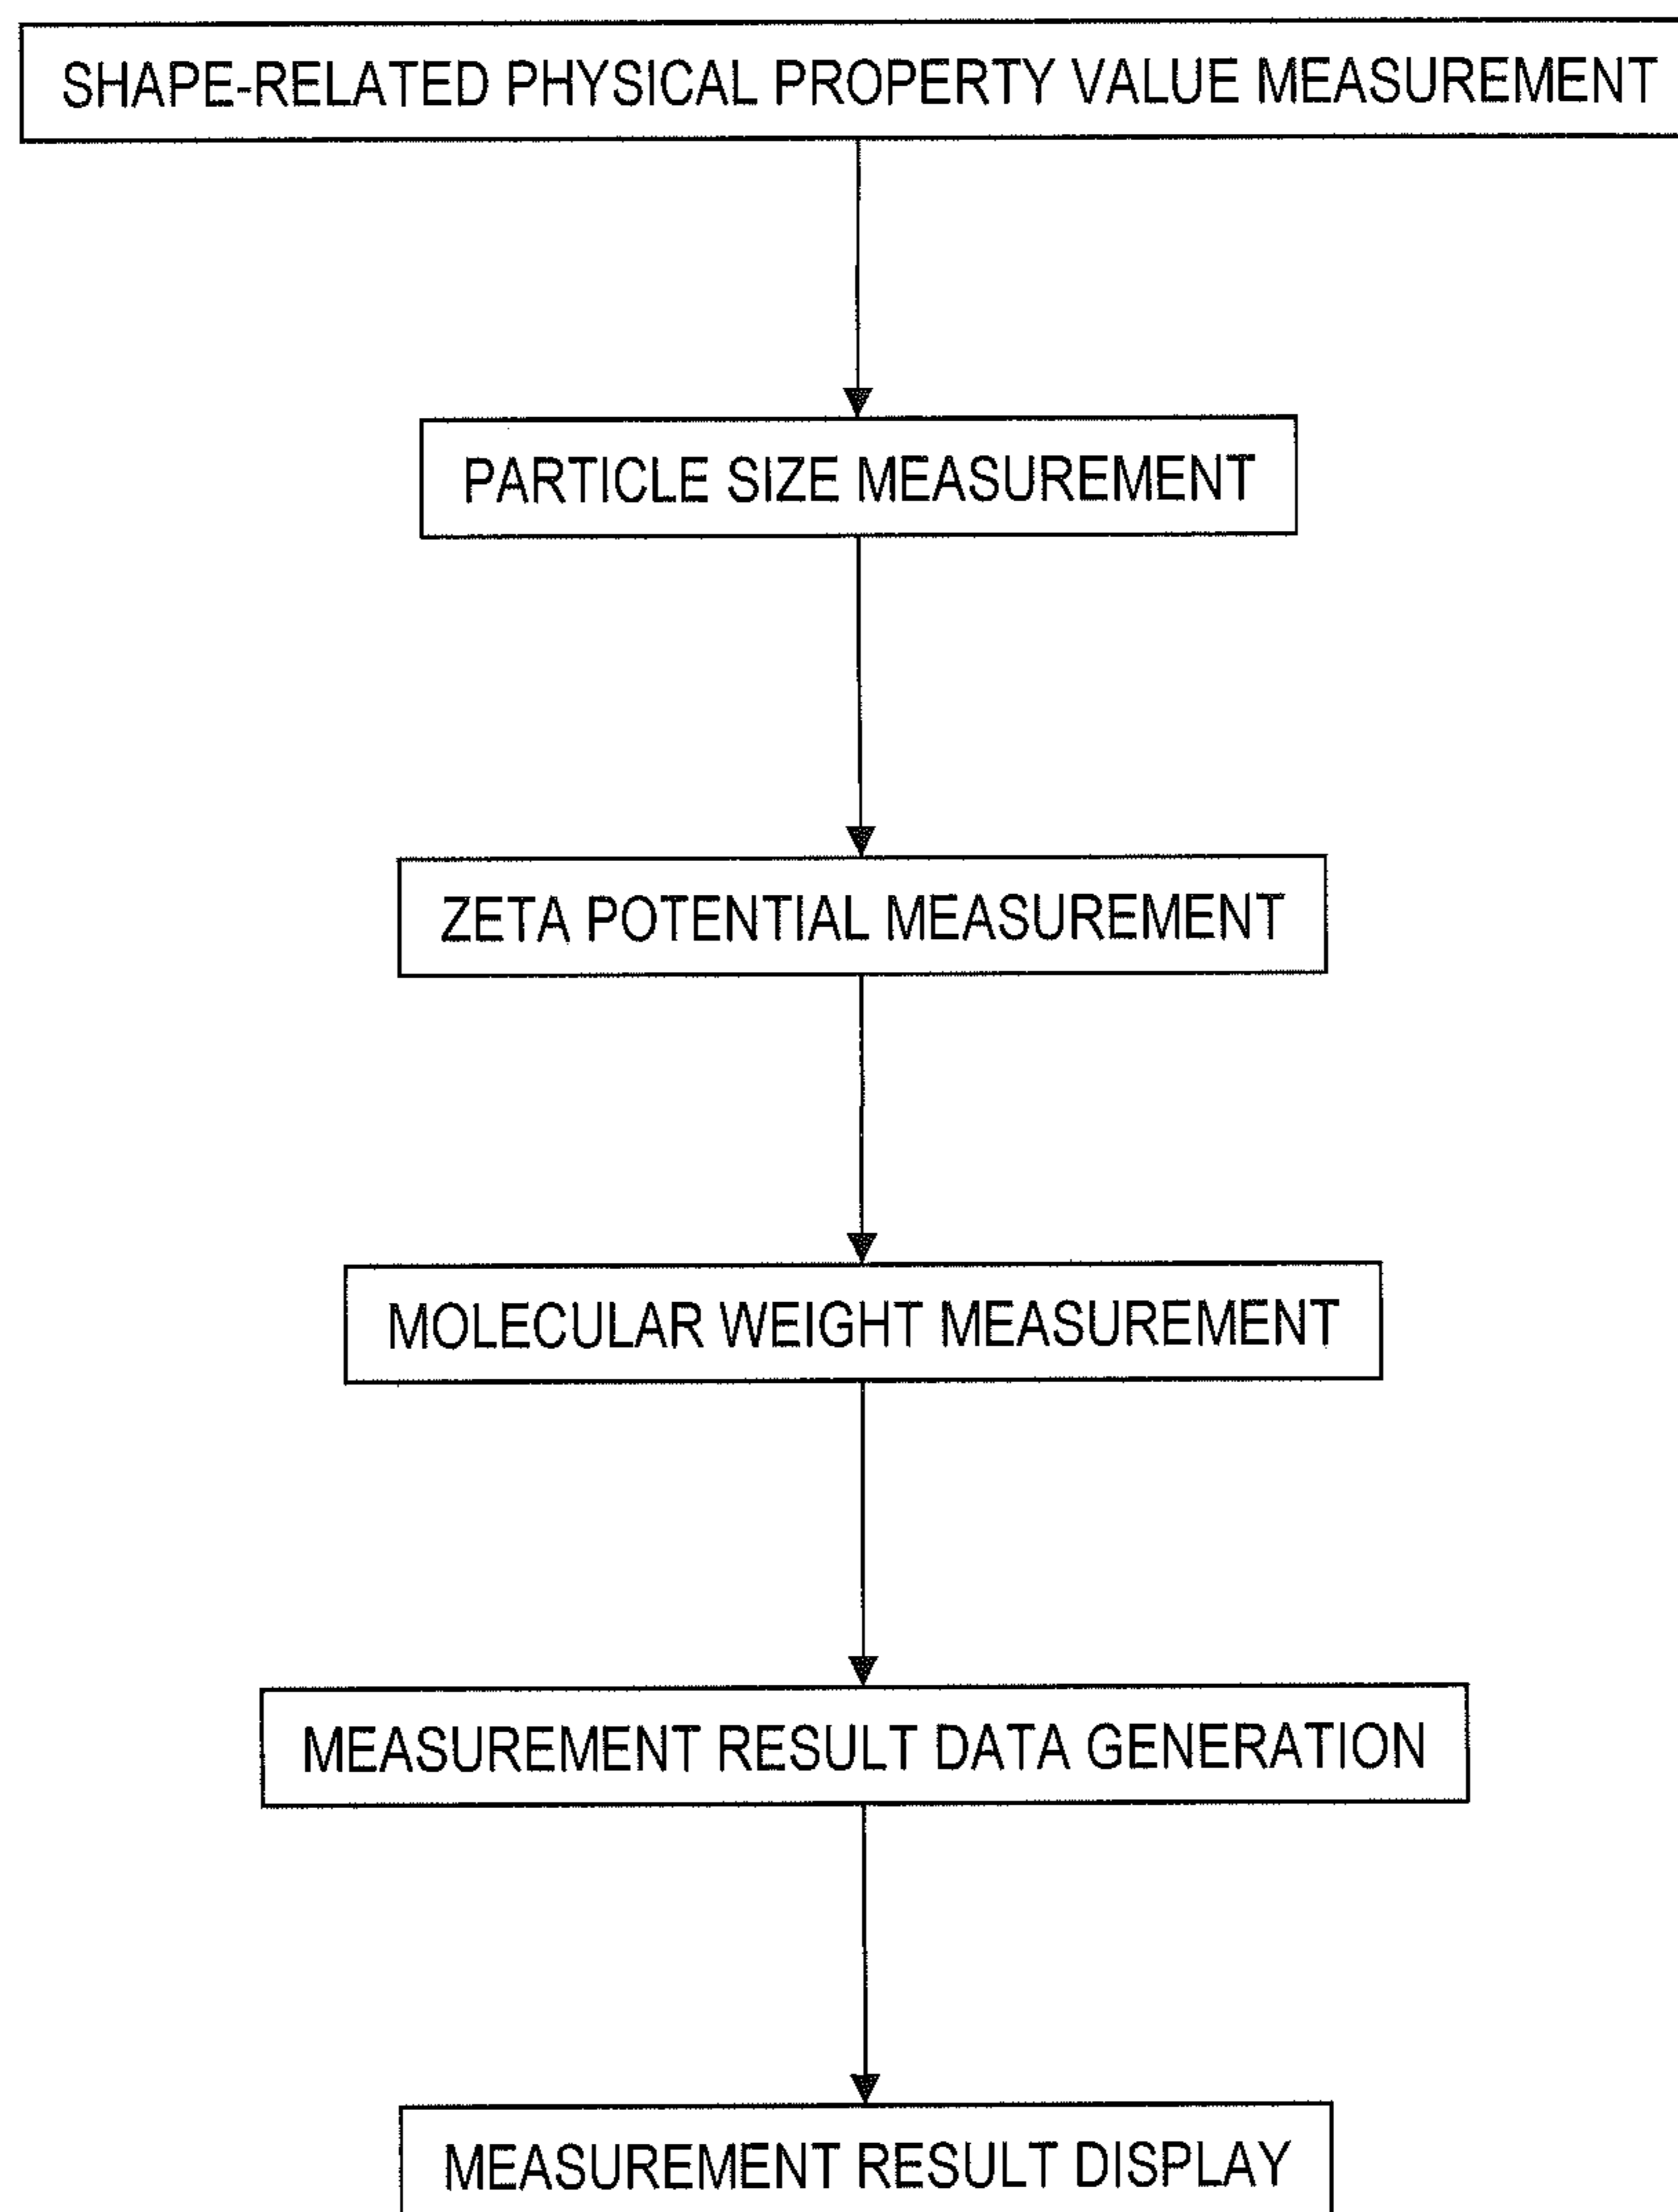 SHAPE-RELATED PHYSICAL PROPERTY VALUE MEASUREMENT
PARTICLE SIZE MEASUREMENT
ZETA POTENTIAL MEASUREMENT
MOLECULAR WEIGHT MEASUREMENT
MEASUREMENT RESULT DATA GENERATION
MEASUREMENT RESULT DISPLAY